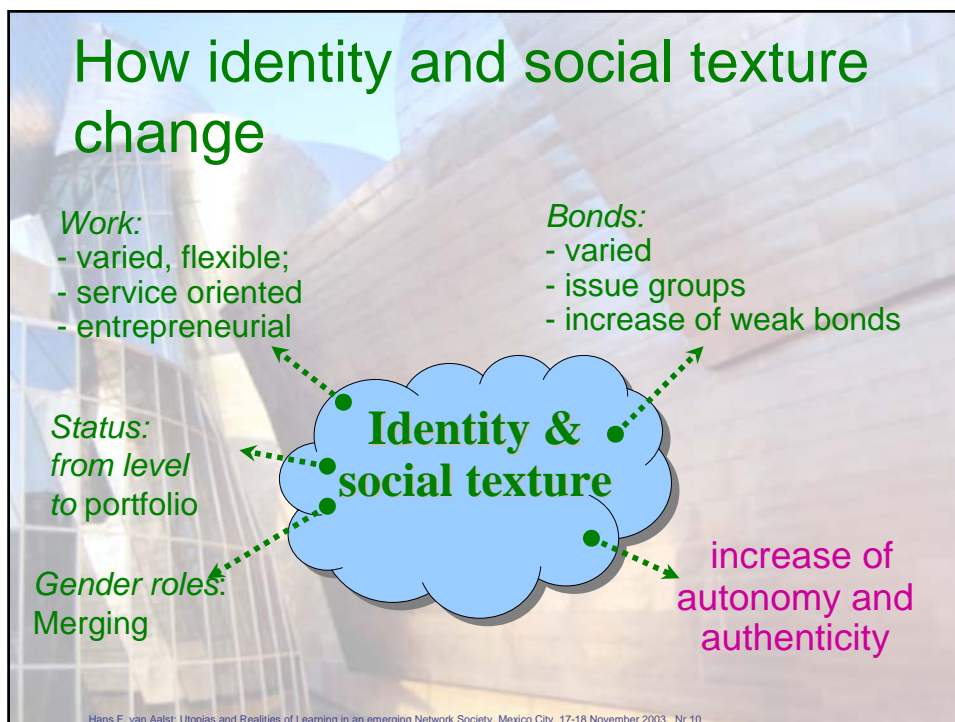 How identity and social texture
change
Work:
- varied, flexible;
- service oriented
- entrepreneurial
Bonds:
- varied
- issue groups
- increase of weak bonds
Identity &
social texture
Status:
from level
to portfolio
Gender roles:
Merging
increase of
autonomy and
authenticity
Hans F. van Aalst: Utopias and Realities of Learning in an emerging Network Society, Mexico City, 17-18 November 2003 Nr 10